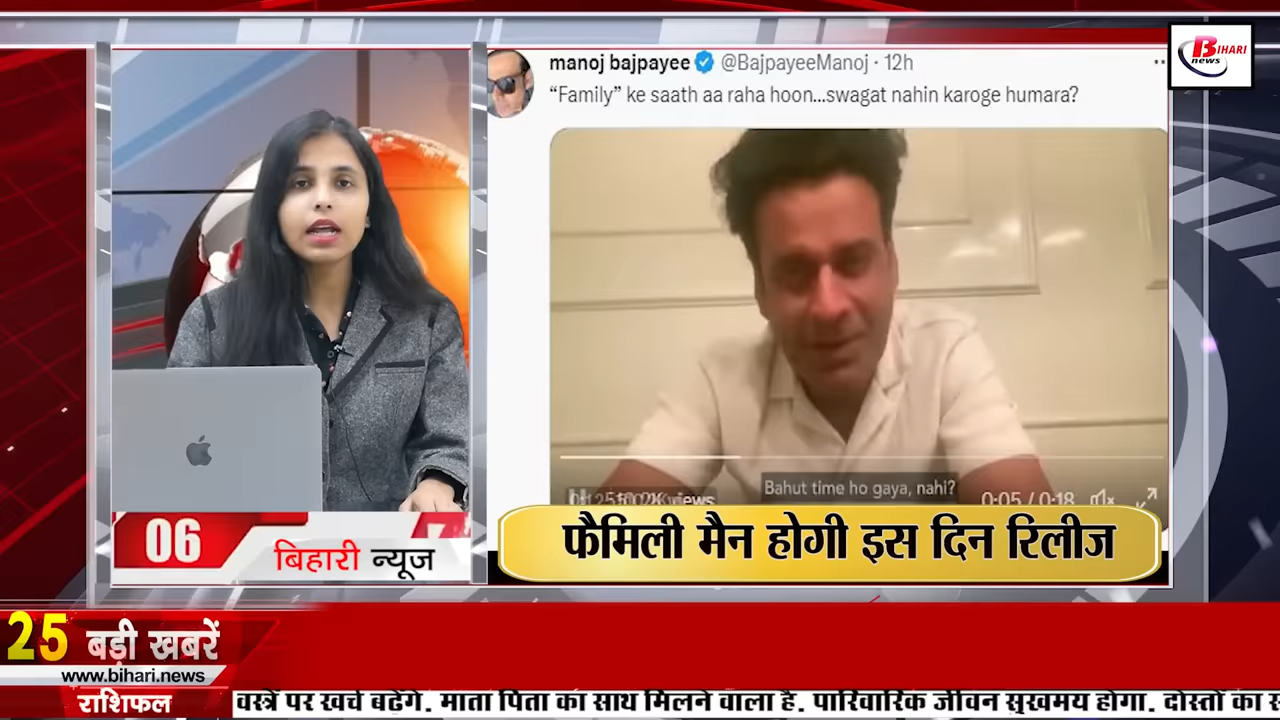 BIHARI
news
manoj bajpayee @BajpayeeManoj · 12h
“Family” ke saath aa raha hoon...swagat nahin karoge humara?
Bahut time ho gaya, nahi?
views
0:05 / 0:18
फैमिली मैन होगी इस दिन रिलीज
06
बिहारी न्यूज
25 बड़ी खबरें
www.bihari.news
राशिफल
वस्त्रें पर खर्च बढ़ेंगे. माता पिता का साथ मिलने वाला है. पारिवारिक जीवन सुखमय होगा. दोस्तों का